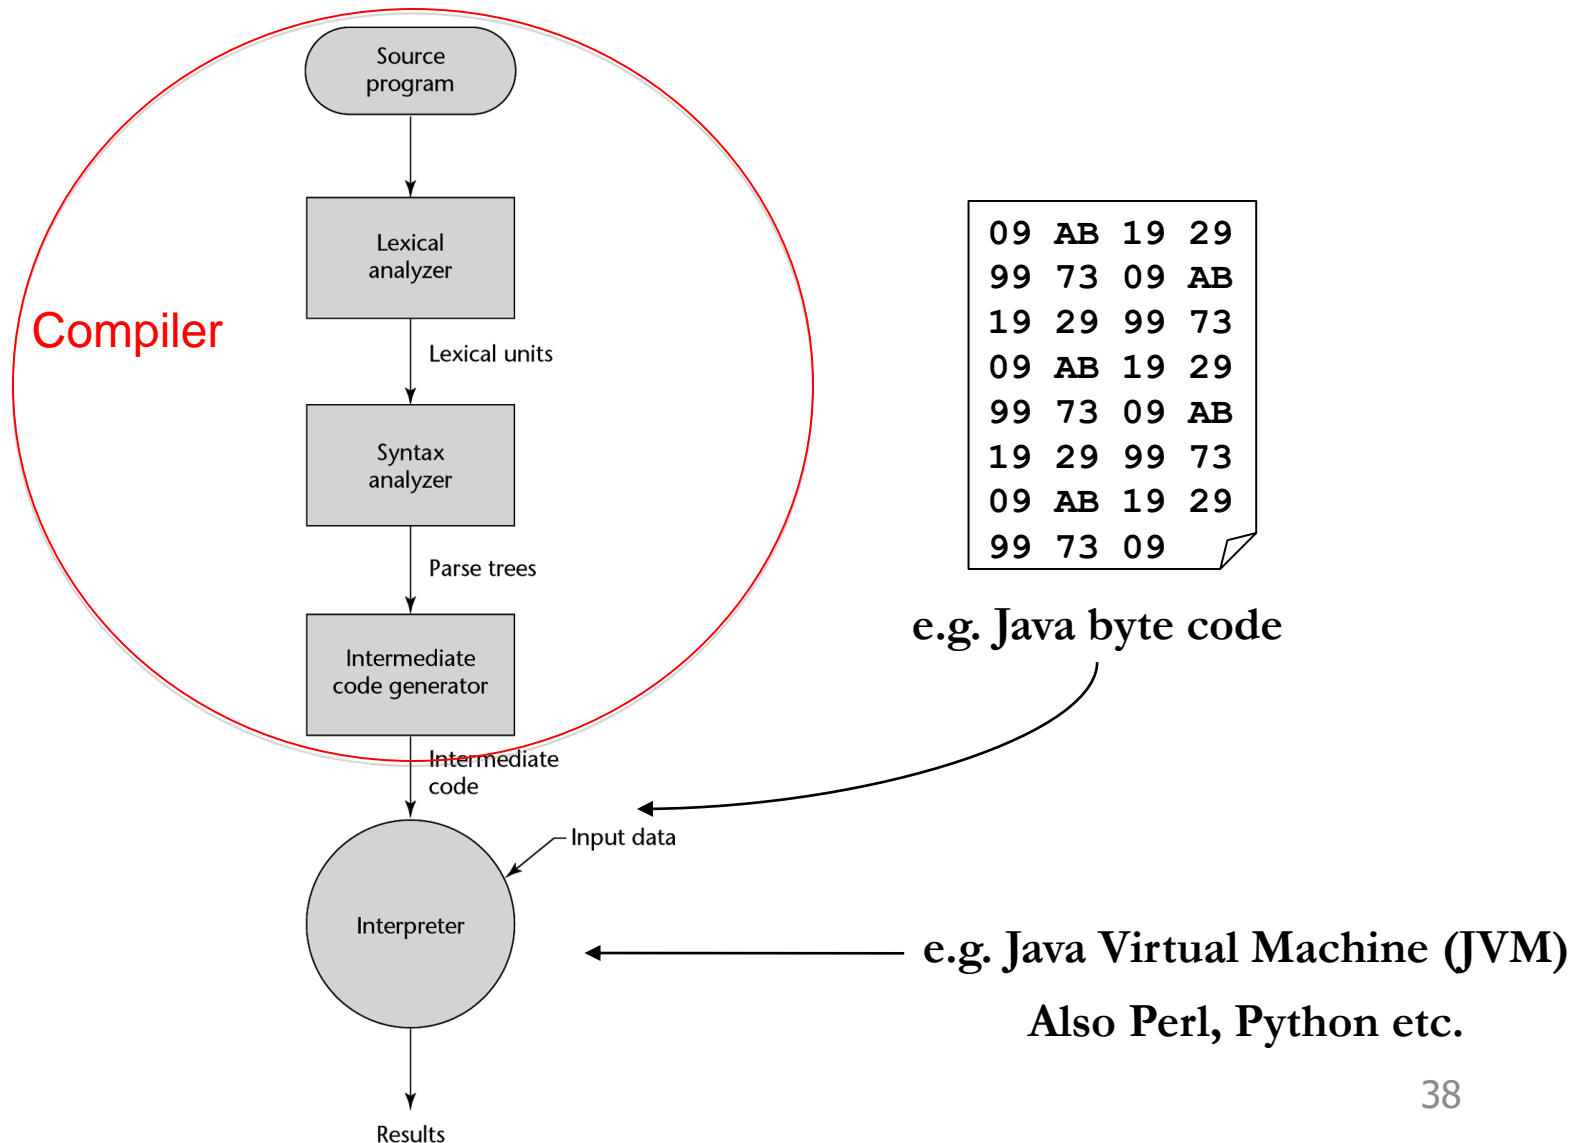 Source
program
Lexical
analyzer
Compiler
Lexical units
Syntax
analyzer
Parse trees
Intermediate
code generator
Intermediate
code
Input data
Interpreter
Results
09 AB 19 29
99 73 09 AB
19 29 99 73
09 AB 19 29
99 73 09 AB
19 29 99 73
09 AB 19 29
99 73 09
e.g. Java byte code
e.g. Java Virtual Machine (JVM)
Also Perl, Python etc.
38